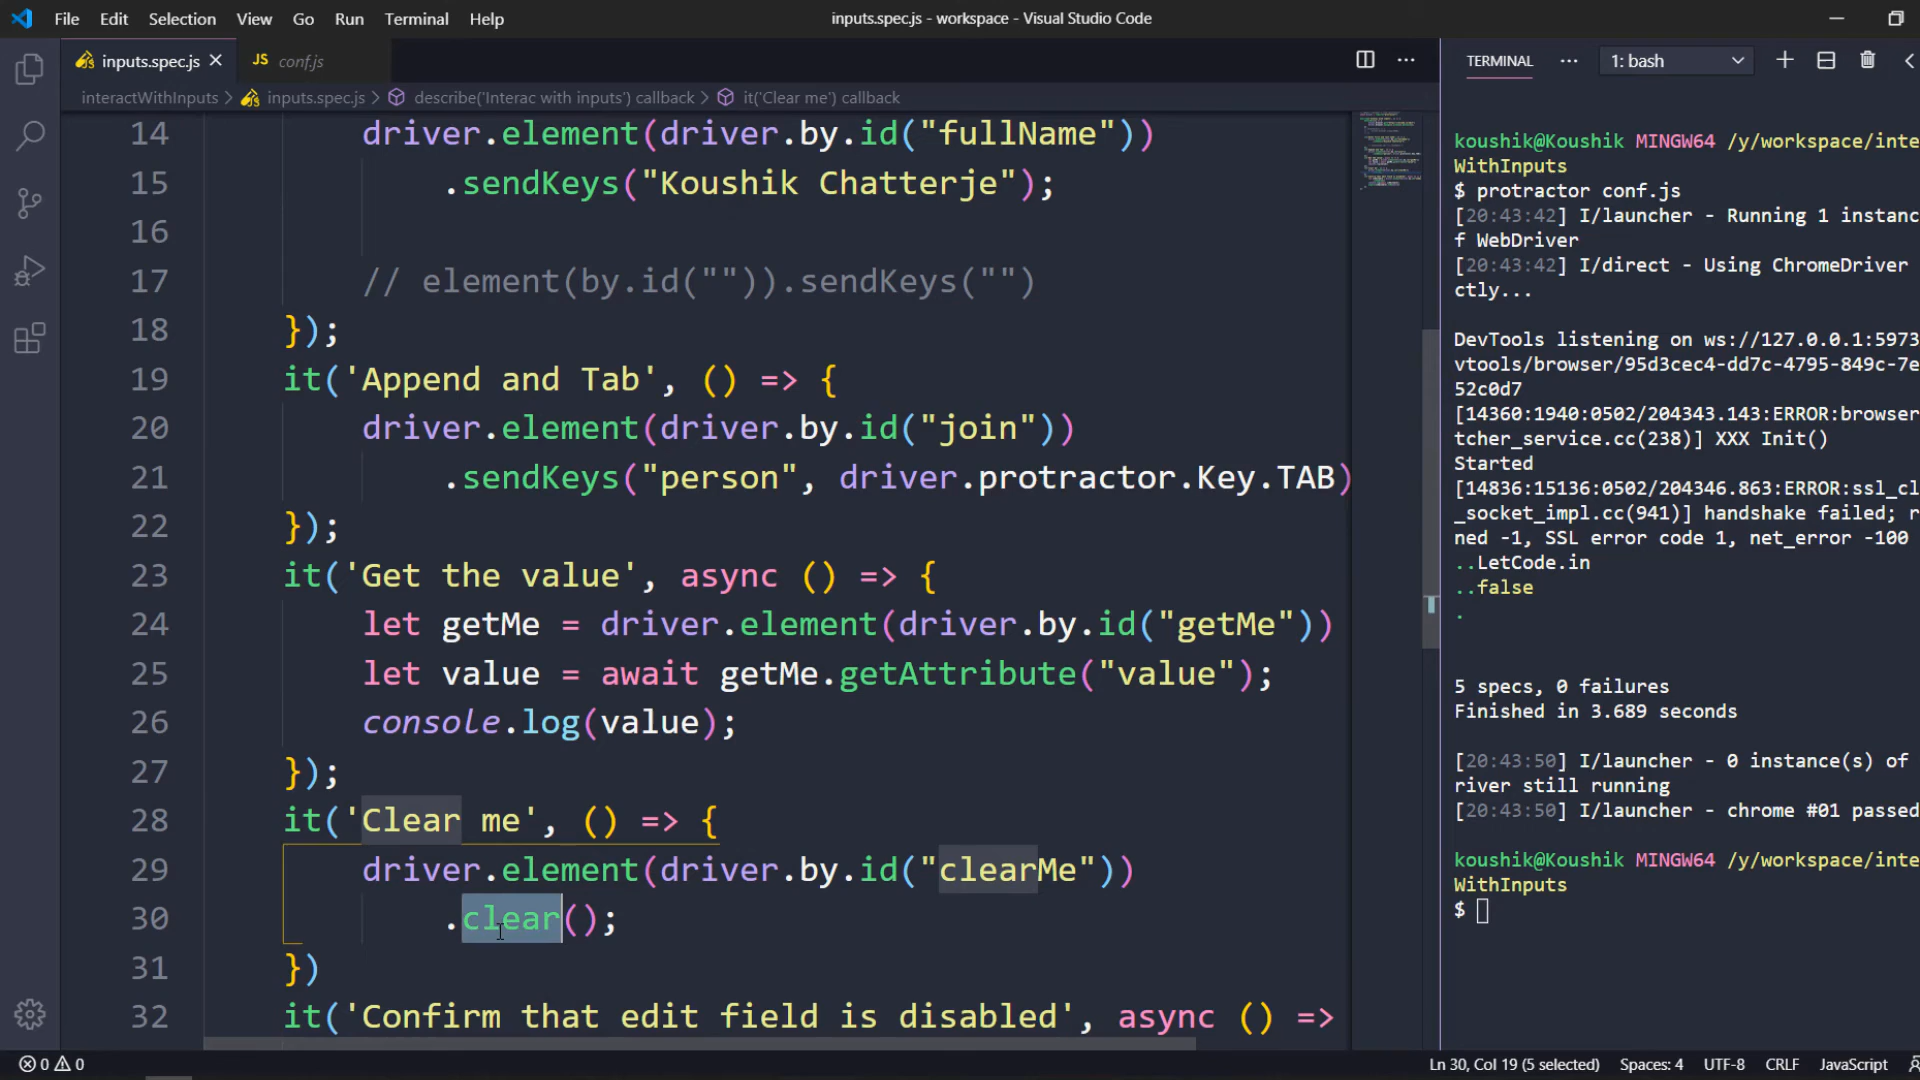 File Edit Selection View Go Run Terminal Help
inputs.spec.js - workspace - Visual Studio Code
inputs.spec.js
JS conf.js
interactWithInputs > inputs.spec.js > describe('Interac with inputs') callback > it('Clear me') callback
14 driver.element(driver.by.id("fullName"))
15 .sendKeys("Koushik Chatterje");
16
17 // element(by.id("")).sendKeys("")
18 });
19 it('Append and Tab', () => {
20 driver.element(driver.by.id("join"))
21 .sendKeys("person", driver.protractor.Key.TAB)
22 });
23 it('Get the value', async () => {
24 let getMe = driver.element(driver.by.id("getMe"))
25 let value = await getMe.getAttribute("value");
26 console.log(value);
27 });
28 it('Clear me', () => {
29 driver.element(driver.by.id("clearMe"))
30 .clear();
31 })
32 it('Confirm that edit field is disabled', async () =>
TERMINAL
1: bash
koushik@Koushik MINGW64 /y/workspace/inte
WithInputs
$ protractor conf.js
[20:43:42] I/launcher - Running 1 instanc
f WebDriver
[20:43:42] I/direct - Using ChromeDriver
ctly...
DevTools listening on ws://127.0.0.1:5973
vtools/browser/95d3cec4-dd7c-4795-849c-7e
52c0d7
[14360:1940:0502/204343.143:ERROR:browser
tcher_service.cc(238)] XXX Init()
Started
[14836:15136:0502/204346.863:ERROR:ssl_cl
_socket_impl.cc(941)] handshake failed; r
ned -1, SSL error code 1, net_error -100
..LetCode.in
..false
.
5 specs, 0 failures
Finished in 3.689 seconds
[20:43:50] I/launcher - 0 instance(s) of
river still running
[20:43:50] I/launcher - chrome #01 passed
koushik@Koushik MINGW64 /y/workspace/inte
WithInputs
$
0 0
Ln 30, Col 19 (5 selected) Spaces: 4 UTF-8 CRLF JavaScript